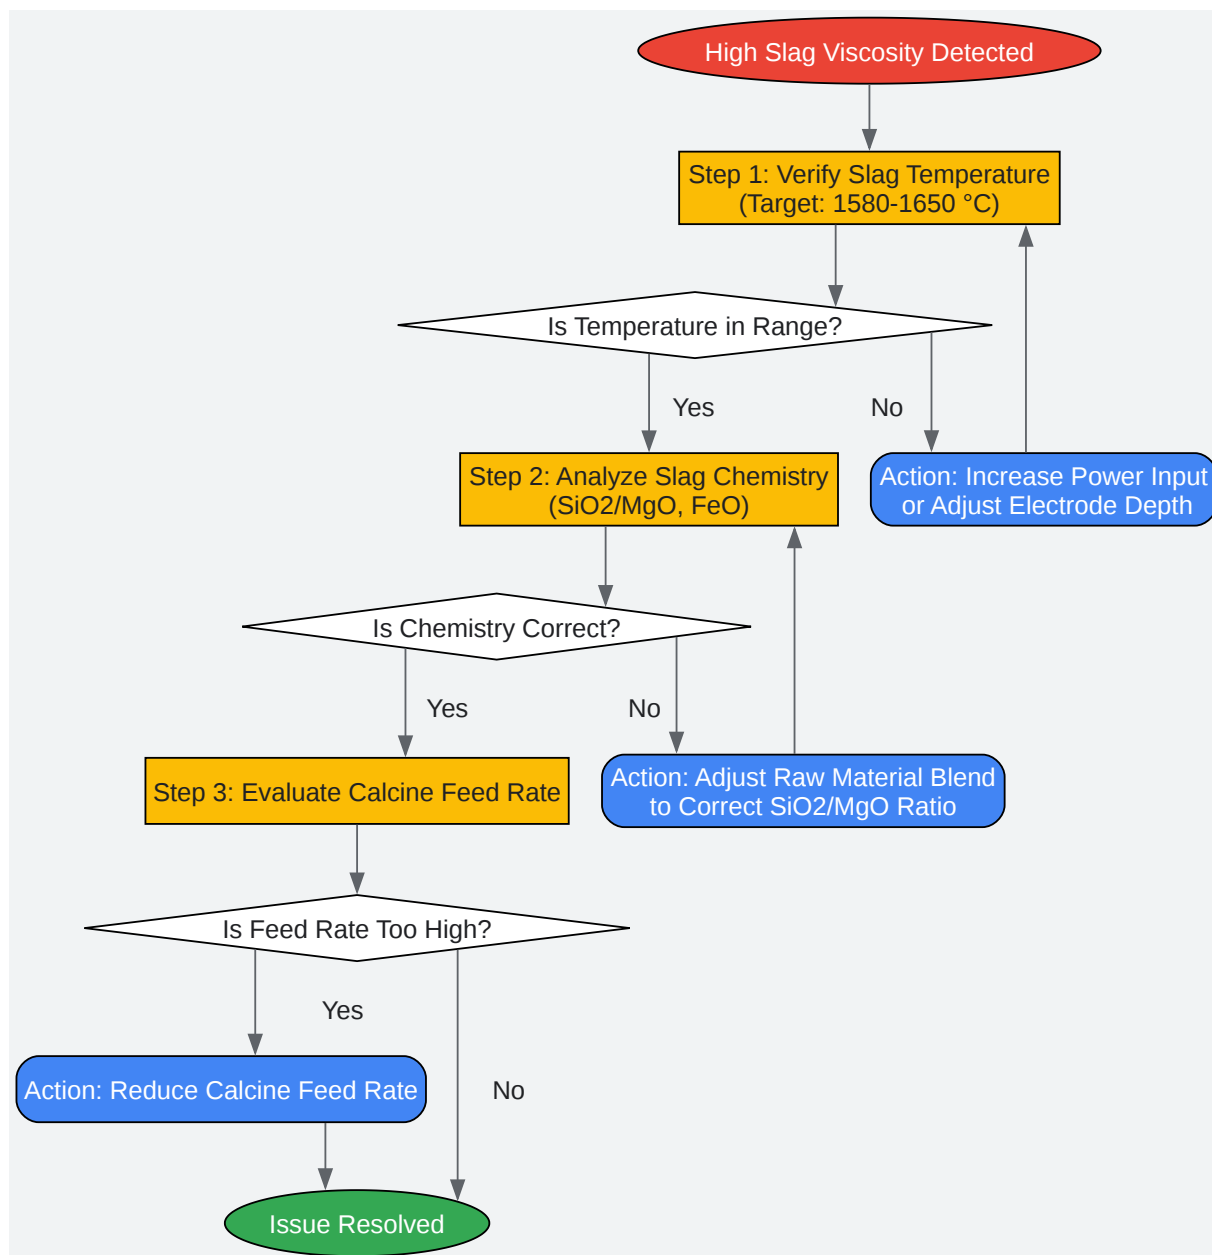 High Slag Viscosity Detected
Step 1: Verify Slag Temperature
(Target: 1580-1650 °C)
Is Temperature in Range?
Yes
No
Step 2: Analyze Slag Chemistry
(SiO2/MgO, FeO)
Action: Increase Power Input
or Adjust Electrode Depth
Is Chemistry Correct?
Yes
No
Step 3: Evaluate Calcine Feed Rate
Action: Adjust Raw Material Blend
to Correct SiO2/MgO Ratio
Is Feed Rate Too High?
Yes
Action: Reduce Calcine Feed Rate
No
Issue Resolved